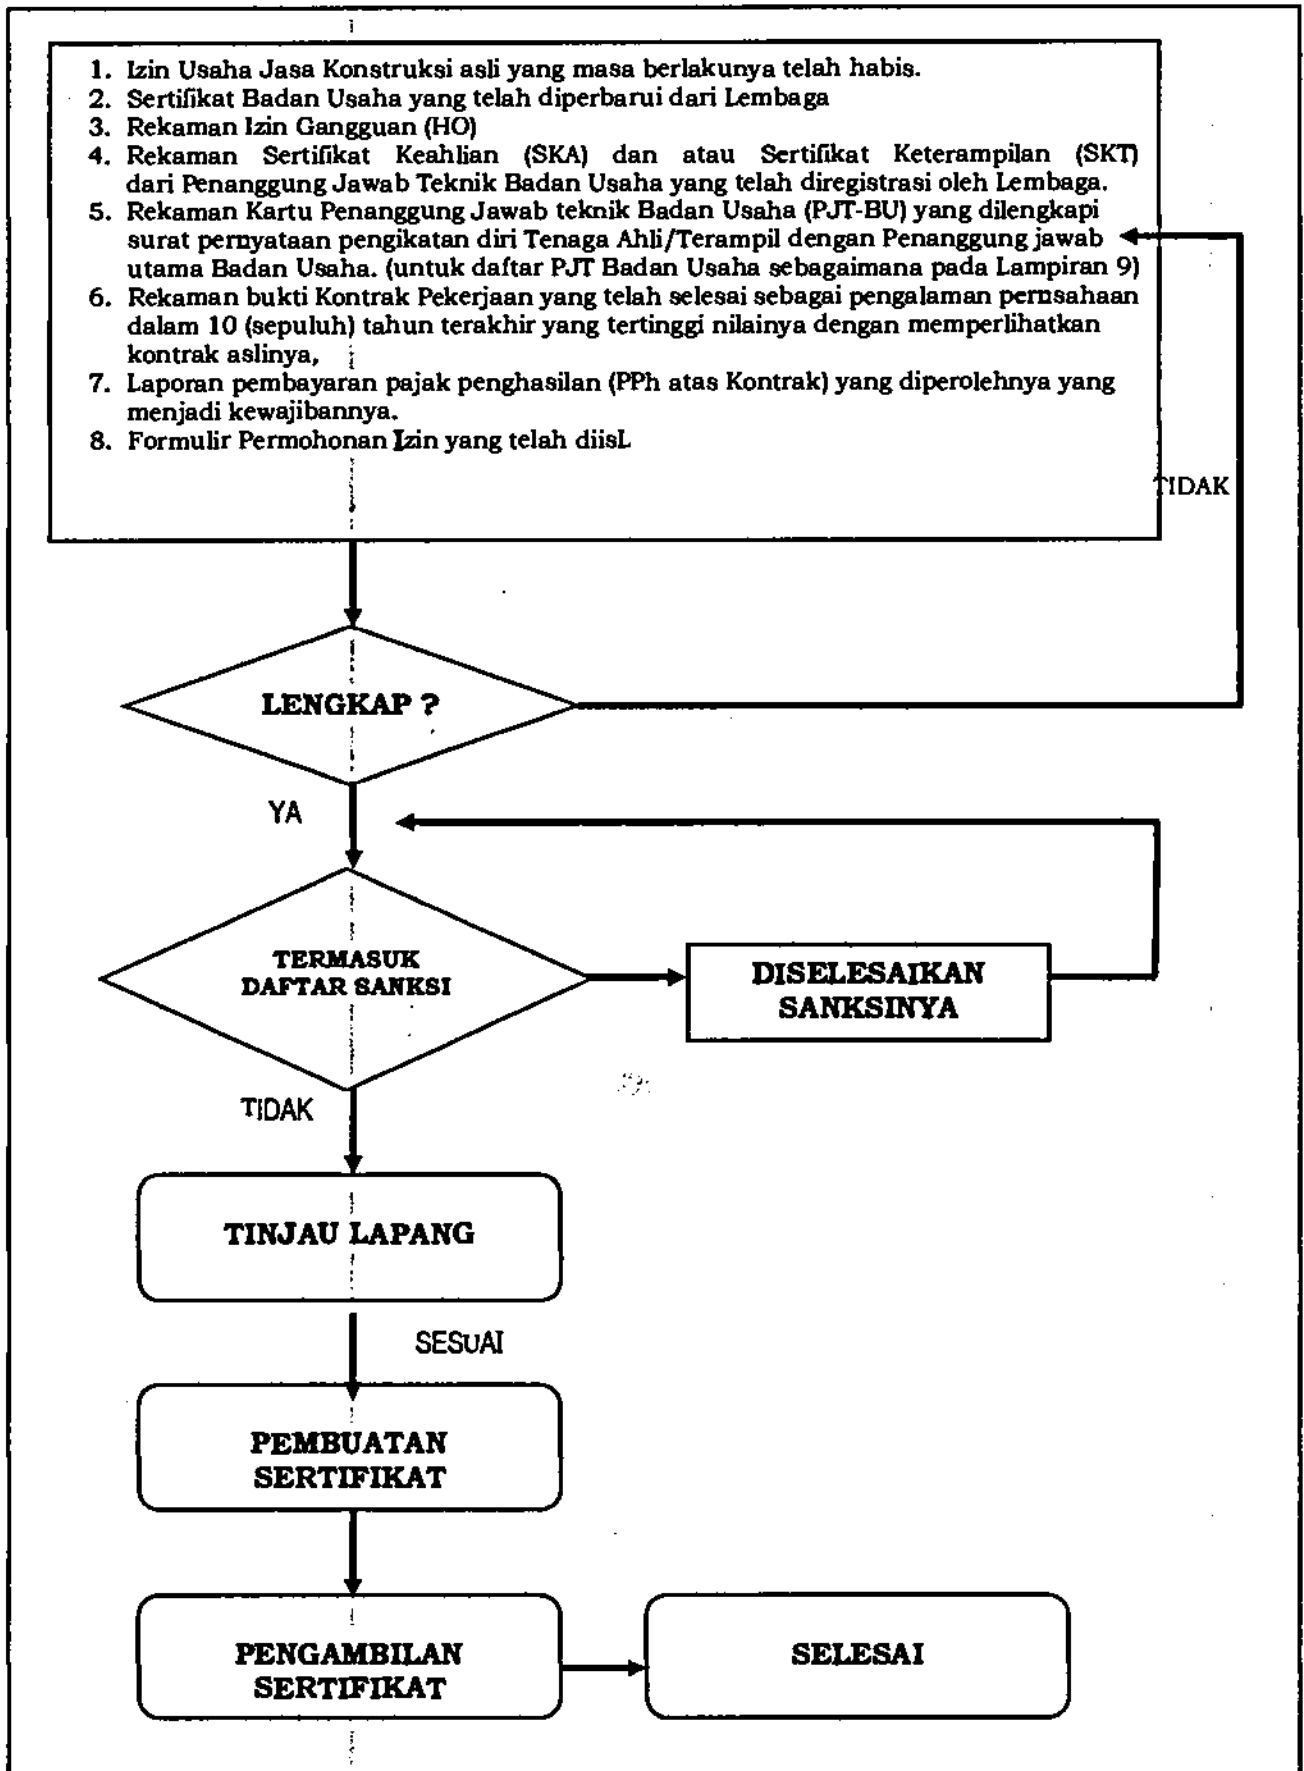 1. Izin Usaha Jasa Konstruksi asli yang masa berlakunya telah habis.
2. Sertifikat Badan Usaha yang telah diperbarui dari Lembaga
3. Rekaman Izin Gangguan (HO)
4. Rekaman Sertifikat Keahlian (SKA) dan atau Sertifikat Keterampilan (SKT)
dari Penanggung Jawab Teknik Badan Usaha yang telah diregistrasi oleh Lembaga.
5. Rekaman Kartu Penanggung Jawab teknik Badan Usaha (PJT-BU) yang dilengkapi
surat pernyataan pengikatan diri Tenaga Ahli/Terampil dengan Penanggung jawab
utama Badan Usaha. (untuk daftar PJT Badan Usaha sebagaimana pada Lampiran 9)
6. Rekaman bukti Kontrak Pekerjaan yang telah selesai sebagai pengalaman pernsahaan
dalam 10 (sepuluh) tahun terakhir yang tertinggi nilainya dengan memperlihatkan
kontrak aslinya,
7. Laporan pembayaran pajak penghasilan (PPh atas Kontrak) yang diperolehnya yang
menjadi kewajibannya.
8. Formulir Permohonan Izin yang telah diisL
TIDAK
LENGKAP ?
YA
TERMASUK
DAFTAR SANKSI
DISELESAIKAN
SANKSINYA
TIDAK
TINJAU LAPANG
SESUAI
PEMBUATAN
SERTIFIKAT
PENGAMBILAN
SERTIFIKAT
SELESAI